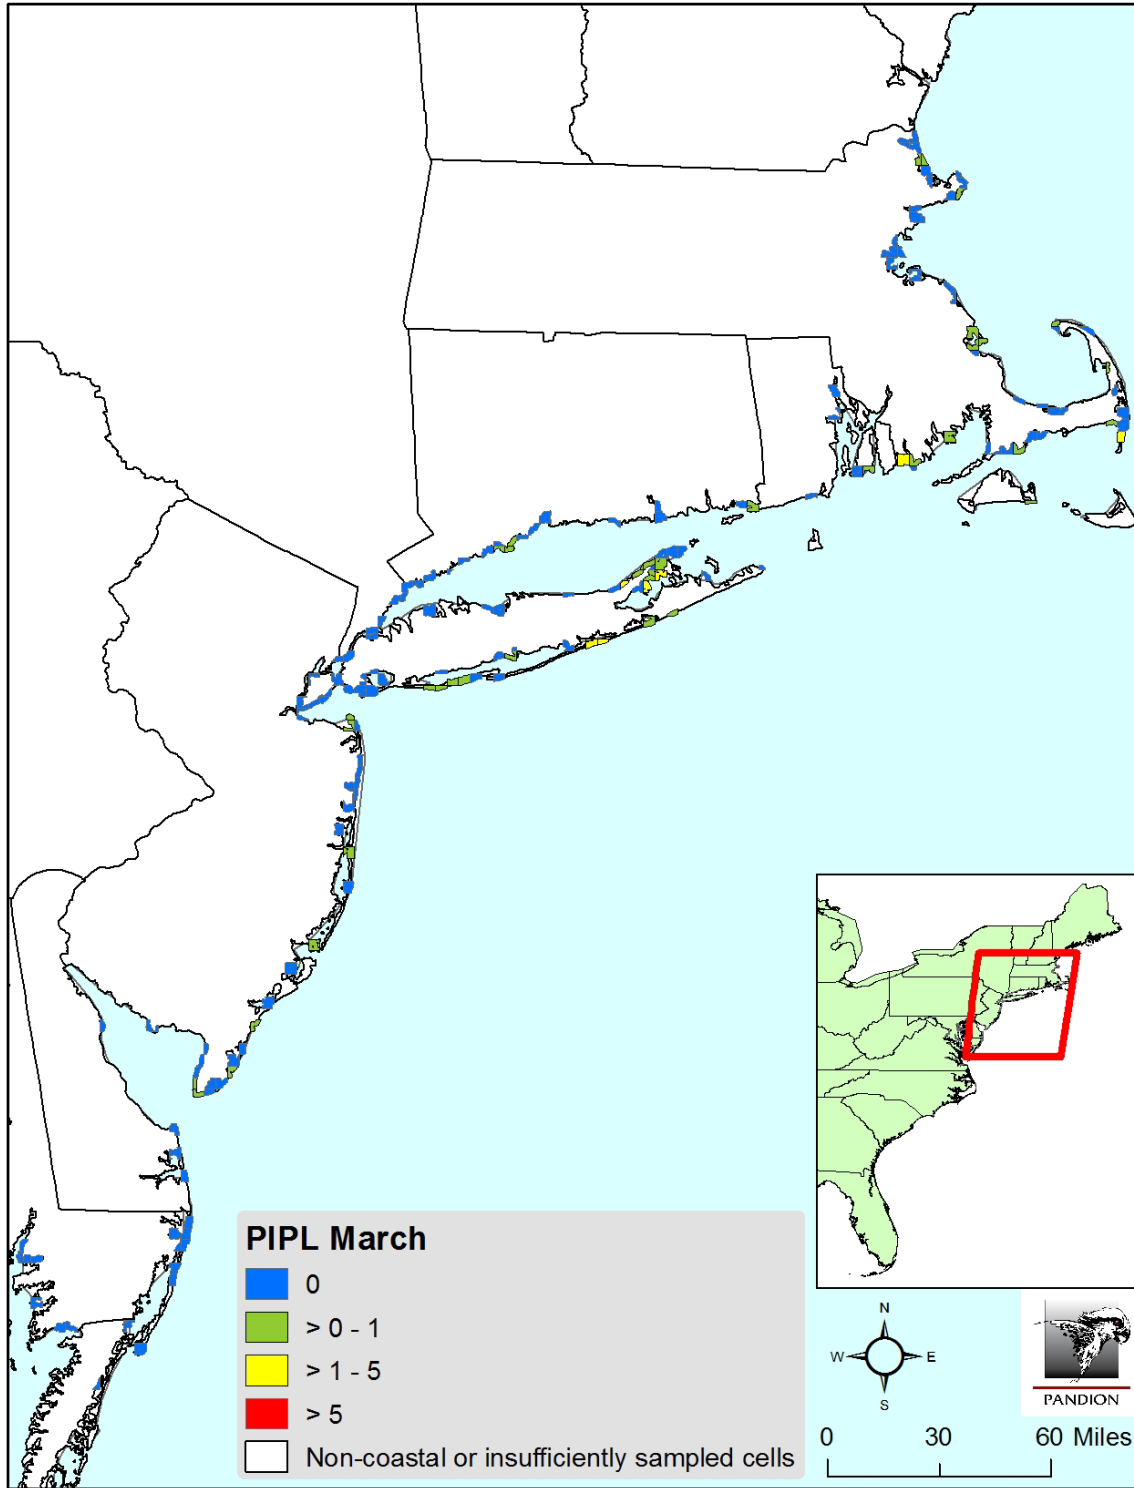 PIPL March
0
> 0 - 1
> 1 - 5
> 5
Non-coastal or insufficiently sampled cells
N
W E
S
PANDION
0 30 60 Miles